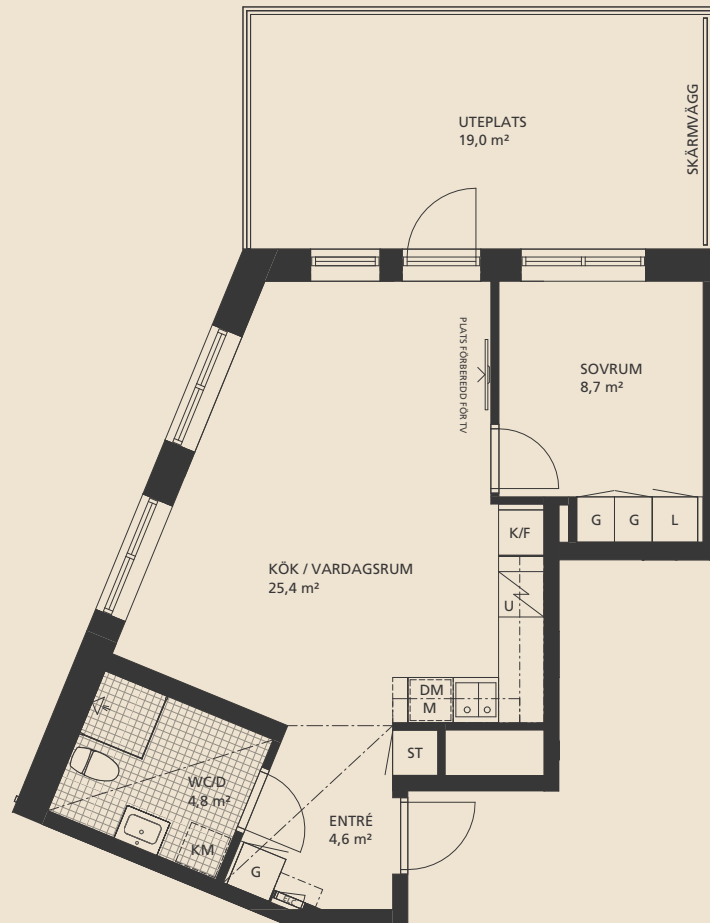 UTEPLATS
19,0 m²
SKÄRMVÄGG
PLATS FÖRBEREDD FÖR TV
SOVRUM
8,7 m²
G
G
L
K/F
KÖK / VARDAGSRUM
25,4 m²
U
DM
M
ST
WC/D
4,8 m²
ENTRÉ
4,6 m²
KM
G